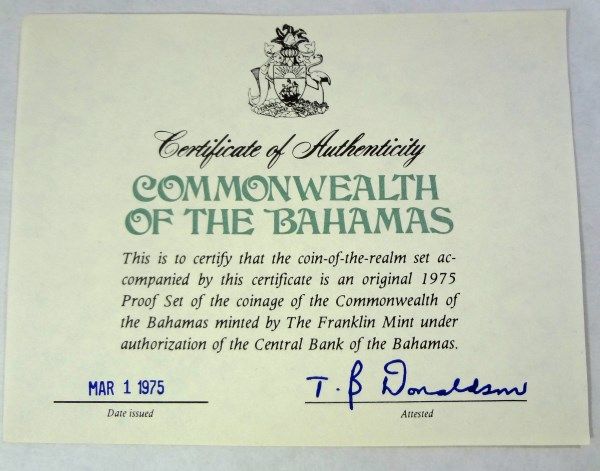 Certificate of Authenticity
COMMONWEALTH
OF THE BAHAMAS
This is to certify that the coin-of-the-realm set ac-
companied by this certificate is an original 1975
Proof Set of the coinage of the Commonwealth of
the Bahamas minted by The Franklin Mint under
authorization of the Central Bank of the Bahamas.
MAR 1 1975
T. B Donaldson
Date issued
Attested